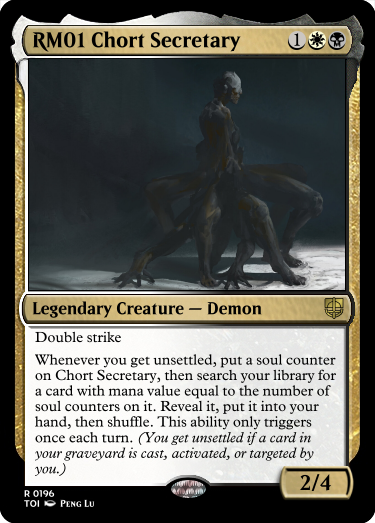 RM01 Chort Secretary 1
Legendary Creature — Demon
Double strike
Whenever you get unsettled, put a soul counter
on Chort Secretary, then search your library for
a card with mana value equal to the number of
soul counters on it. Reveal it, put it into your
hand, then shuffle. This ability only triggers
once each turn. (You get unsettled if a card in
your graveyard is cast, activated, or targeted by
you.)
2/4
R 0196
TOI Peng Lu